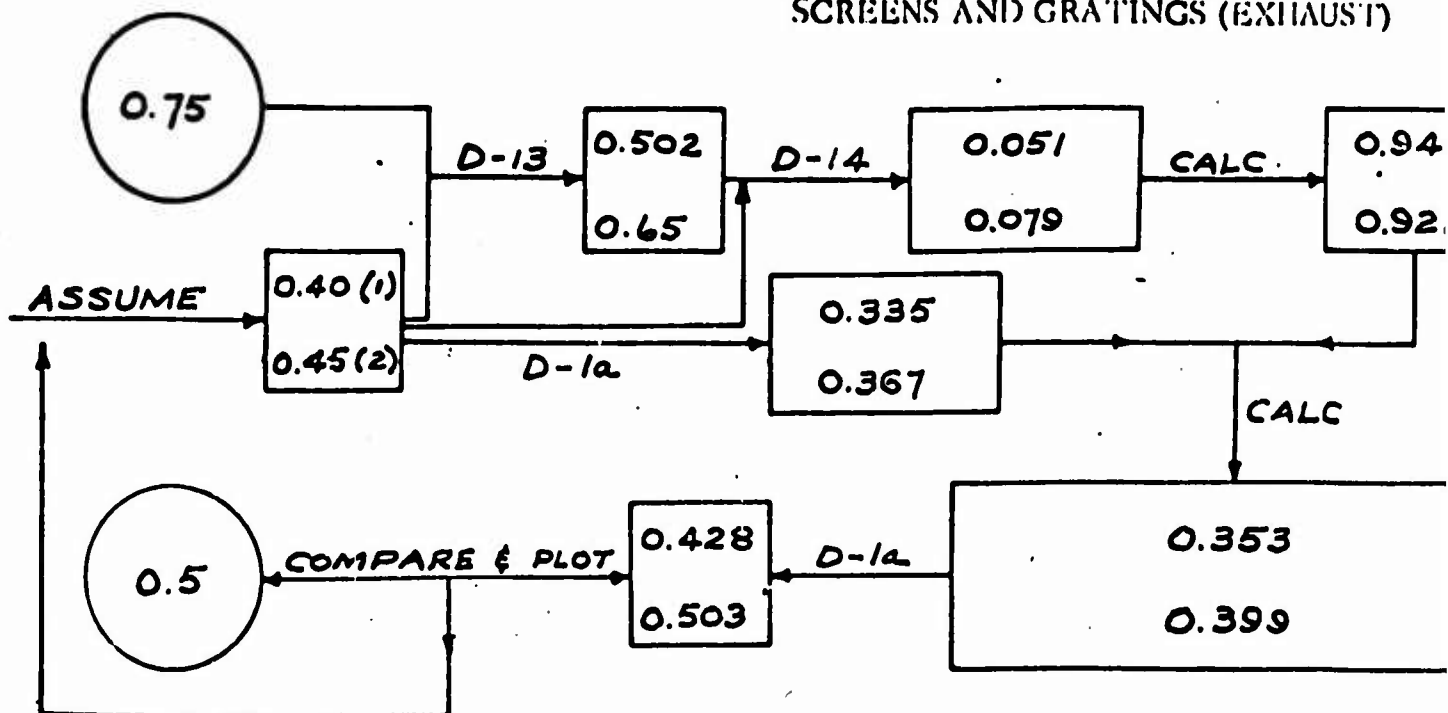 SCREENS AND GRATINGS (EXHAUST)
0.75
D-13
0.502
0.65
D-14
0.051
0.079
CALC.
0.94
0.92
ASSUME
0.40 (1)
0.45 (2)
D-1a
0.335
0.367
CALC
0.5
COMPARE & PLOT
0.428
0.503
D-1a
0.353
0.399